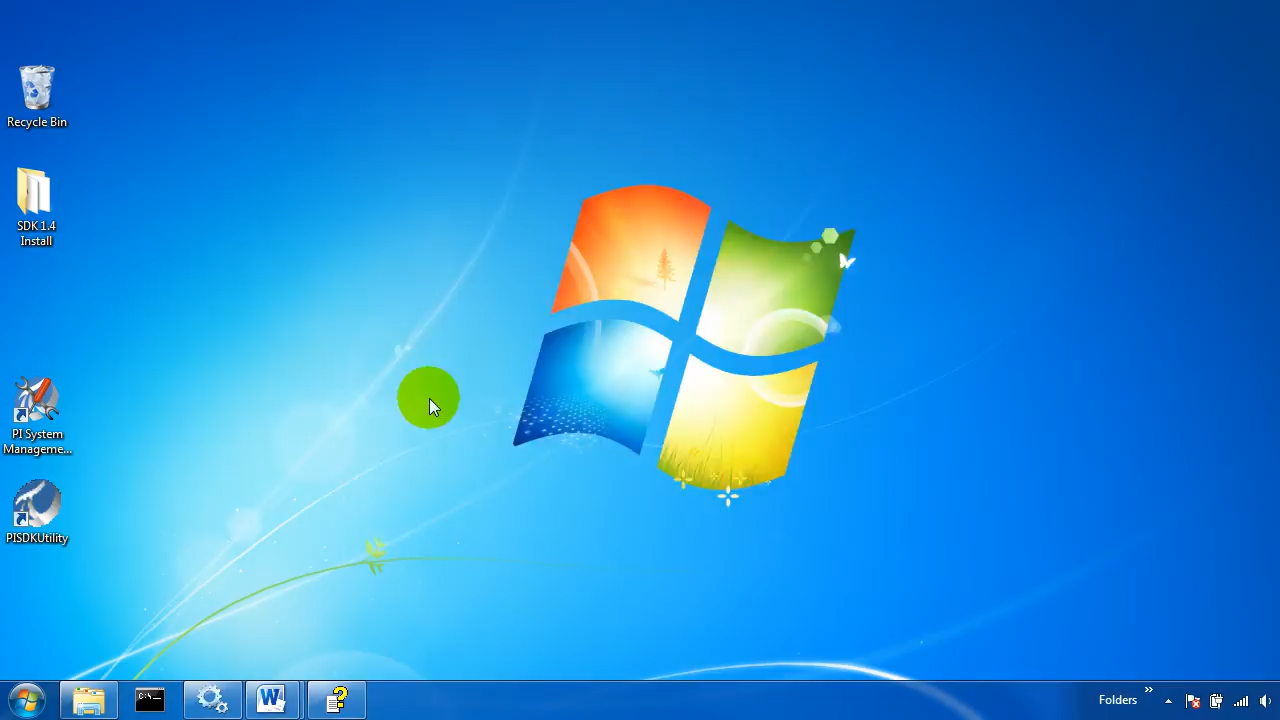 Recycle Bin
SDK 1.4
Install
PI System
Manageme...
PISDKUtility
C:\_
W
?
Folders
»